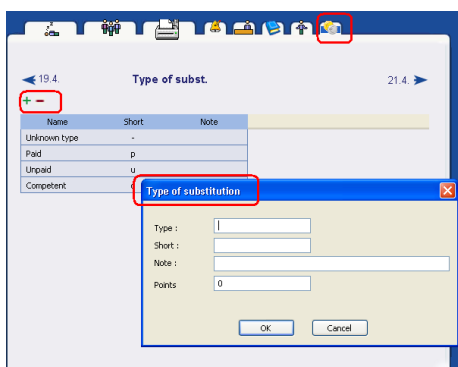 19.4. Type of subst. 21.4.
Name Short Note
Unknown type -
Paid p
Unpaid u
Competent
Type of substitution
Type :
Short :
Note :
Points 0
OK Cancel